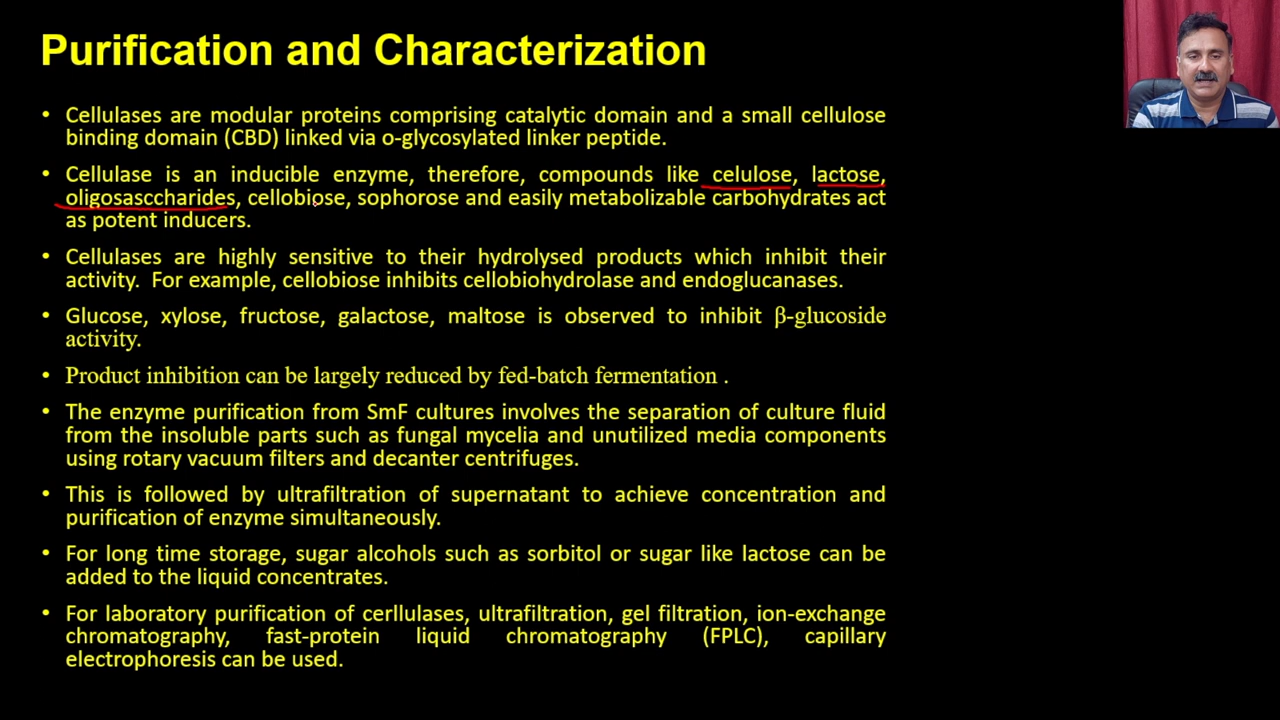 Purification and Characterization
• Cellulases are modular proteins comprising catalytic domain and a small cellulose
binding domain (CBD) linked via o-glycosylated linker peptide.
• Cellulase is an inducible enzyme, therefore, compounds like celulose, lactose,
oligosasccharides, cellobiose, sophorose and easily metabolizable carbohydrates act
as potent inducers.
• Cellulases are highly sensitive to their hydrolysed products which inhibit their
activity. For example, cellobiose inhibits cellobiohydrolase and endoglucanases.
• Glucose, xylose, fructose, galactose, maltose is observed to inhibit β-glucoside
activity.
• Product inhibition can be largely reduced by fed-batch fermentation .
• The enzyme purification from SmF cultures involves the separation of culture fluid
from the insoluble parts such as fungal mycelia and unutilized media components
using rotary vacuum filters and decanter centrifuges.
• This is followed by ultrafiltration of supernatant to achieve concentration and
purification of enzyme simultaneously.
• For long time storage, sugar alcohols such as sorbitol or sugar like lactose can be
added to the liquid concentrates.
• For laboratory purification of cerllulases, ultrafiltration, gel filtration, ion-exchange
chromatography, fast-protein liquid chromatography (FPLC), capillary
electrophoresis can be used.